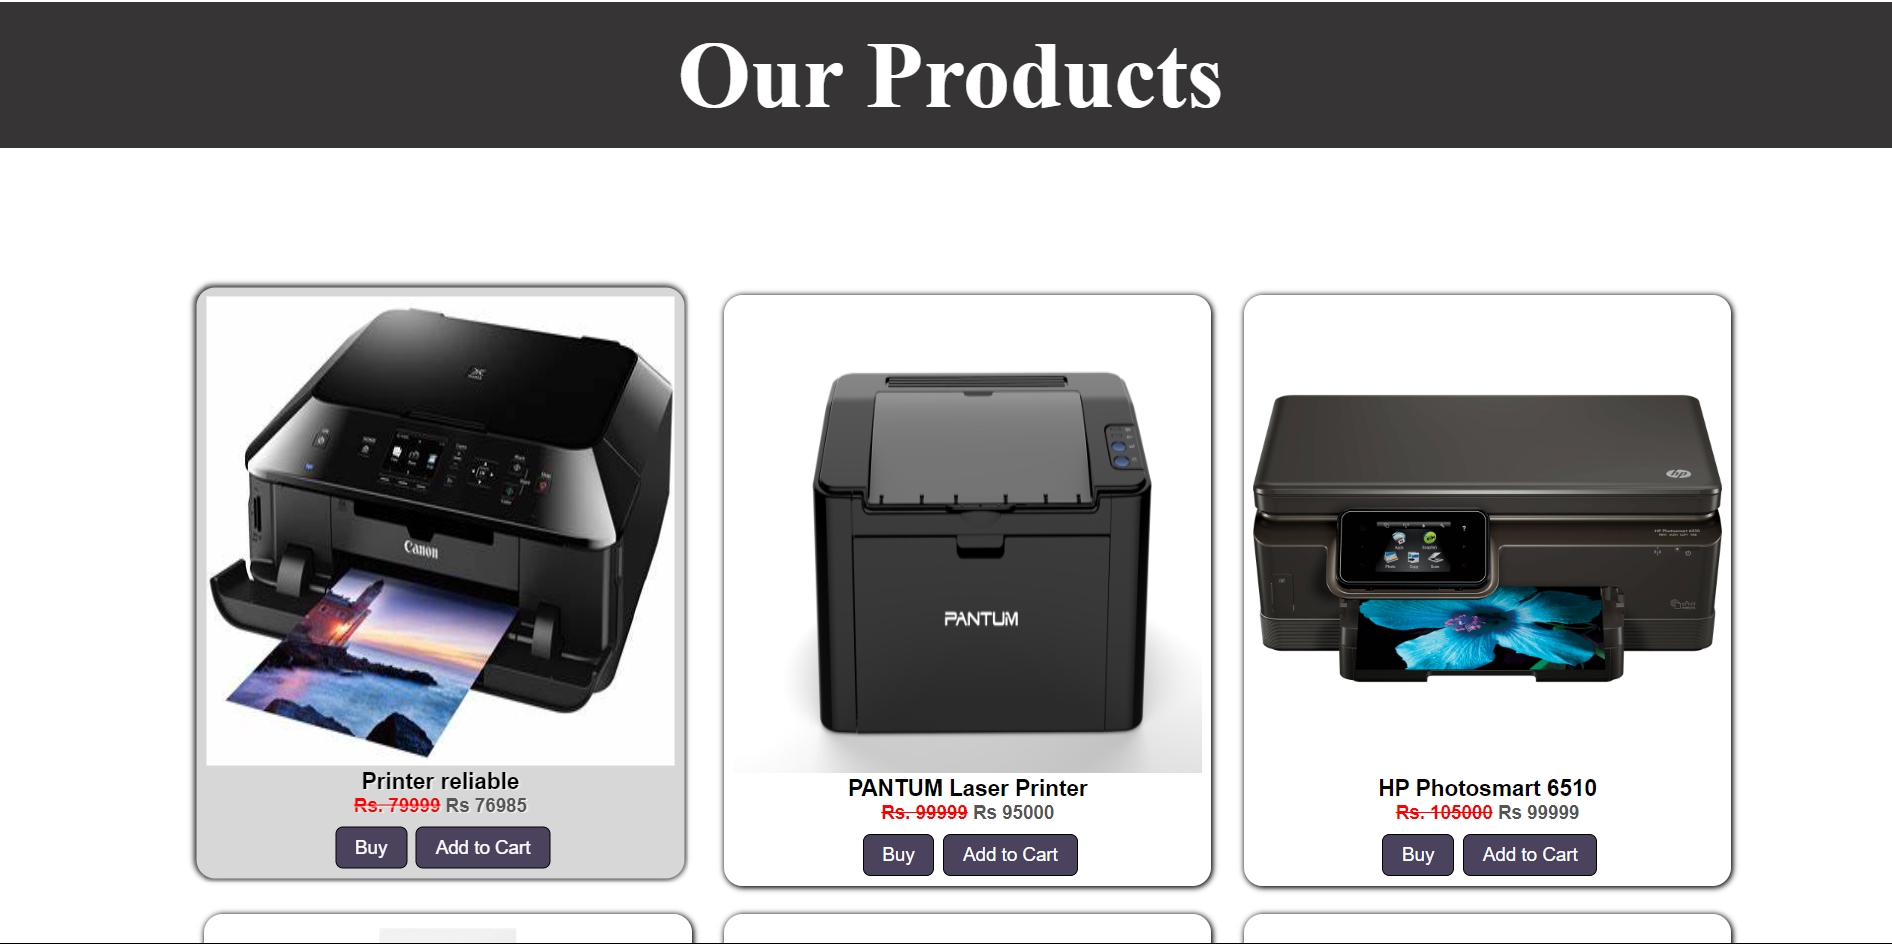 Our Products
Canon
Printer reliable
Rs. 79999 Rs 76985
Buy
Add to Cart
PANTUM
PANTUM Laser Printer
Rs. 99999 Rs 95000
Buy
Add to Cart
hp
HP Photosmart 6510
Rs. 105000 Rs 99999
Buy
Add to Cart